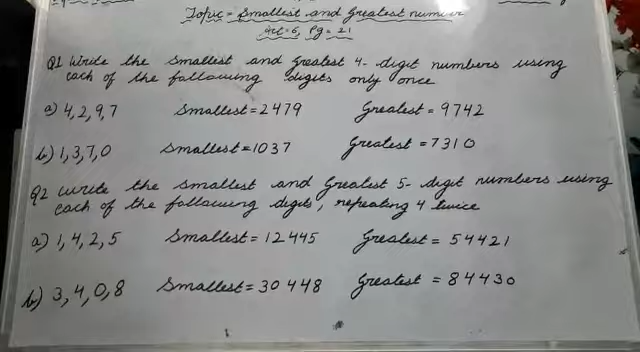 Topic = Smallest and Greatest number
Ex = 6, Pg = 21
Q1 Write the smallest and greatest 4-digit numbers using
each of the following digits only once
a) 4,2,9,7 Smallest = 2479 Greatest = 9742
b) 1,3,7,0 Smallest = 1037 Greatest = 7310
Q2 Write the smallest and greatest 5-digit numbers using
each of the following digits, repeating 4 twice
a) 1,4,2,5 Smallest = 12445 Greatest = 54421
b) 3,4,0,8 Smallest = 30448 Greatest = 84430